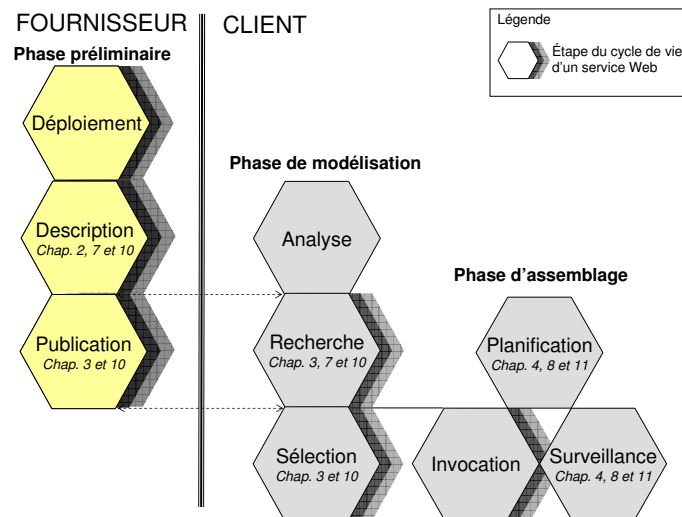 FOURNISSEUR
CLIENT
Légende
Étape du cycle de vie
d'un service Web
Phase préliminaire
Déploiement
Description
Chap. 2, 7 et 10
Publication
Chap. 3 et 10
Phase de modélisation
Analyse
Recherche
Chap. 3, 7 et 10
Sélection
Chap. 3 et 10
Phase d'assemblage
Planification
Chap. 4, 8 et 11
Invocation
Surveillance
Chap. 4, 8 et 11